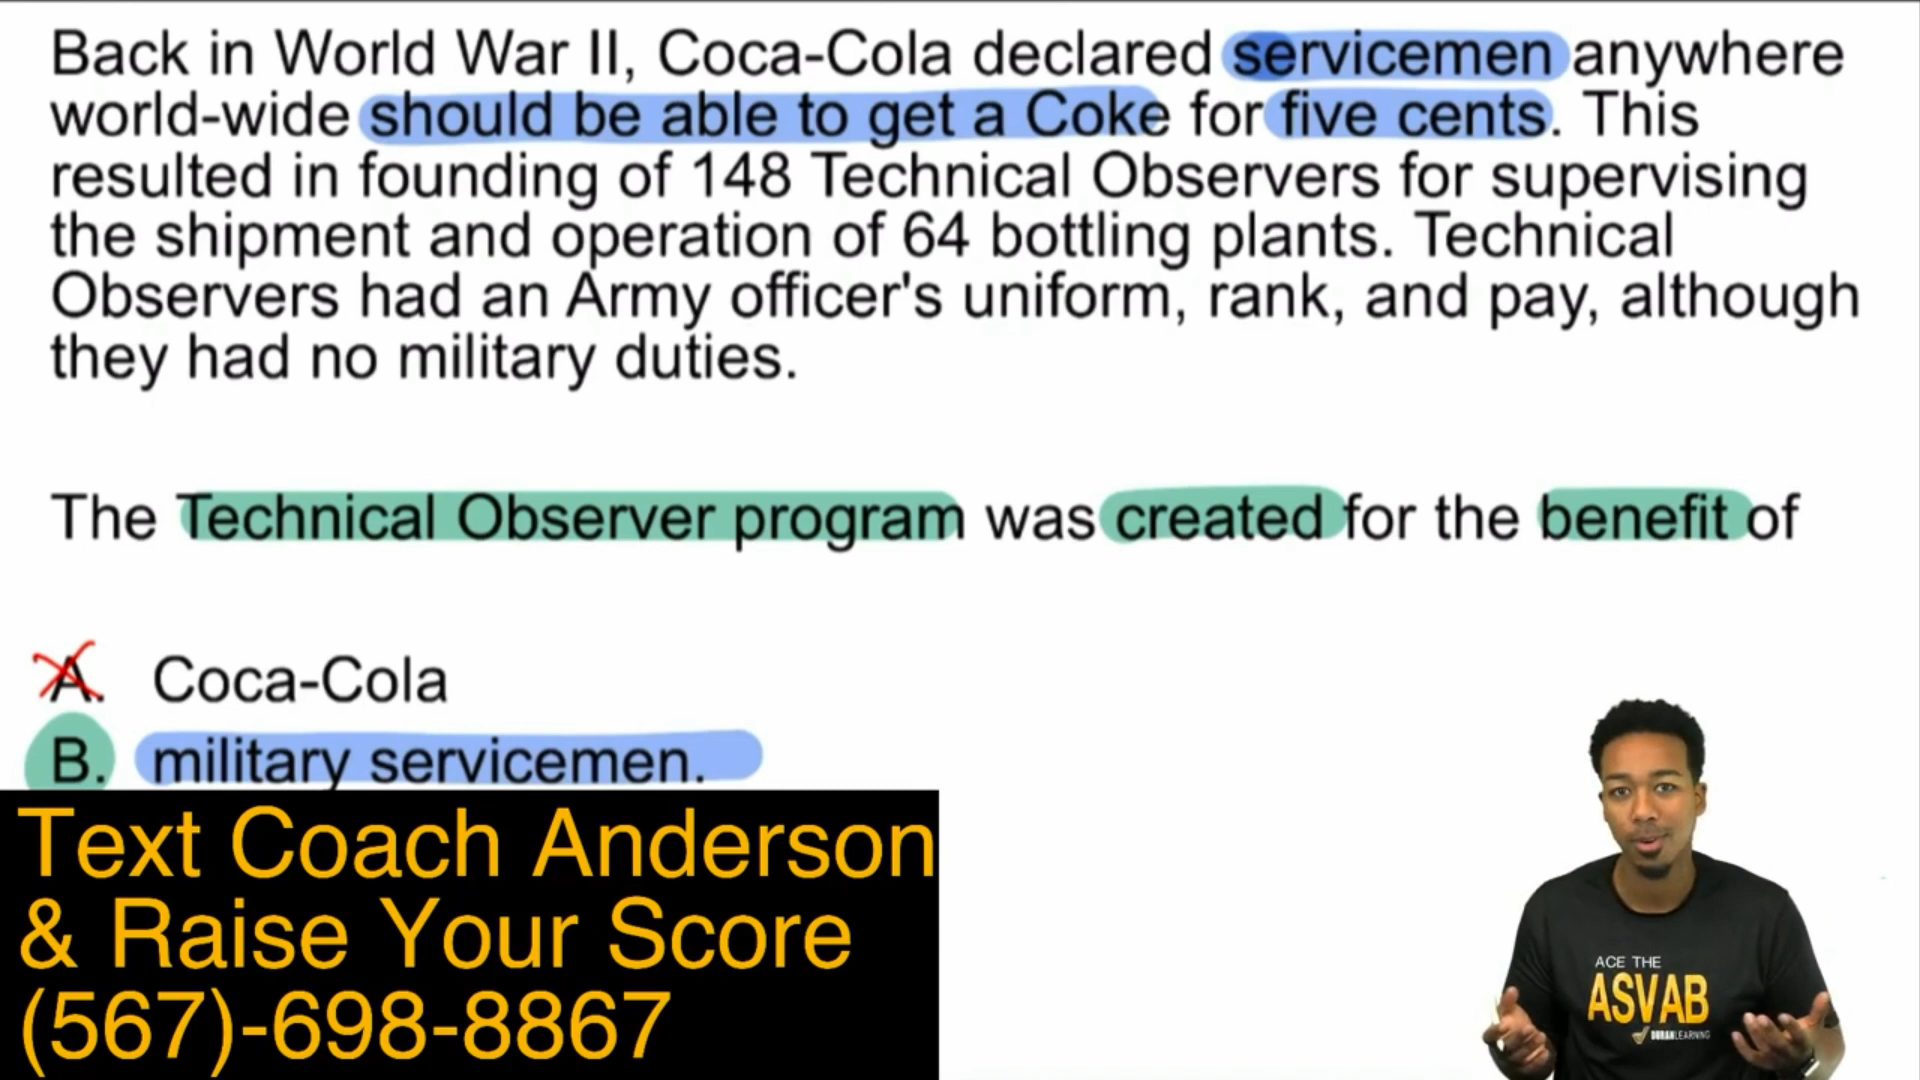 Back in World War II, Coca-Cola declared servicemen anywhere
world-wide should be able to get a Coke for five cents. This
resulted in founding of 148 Technical Observers for supervising
the shipment and operation of 64 bottling plants. Technical
Observers had an Army officer's uniform, rank, and pay, although
they had no military duties.
The Technical Observer program was created for the benefit of
A. Coca-Cola
B. military servicemen.
Text Coach Anderson
& Raise Your Score
(567)-698-8867
ACE THE
ASVAB
DURANLEARNING